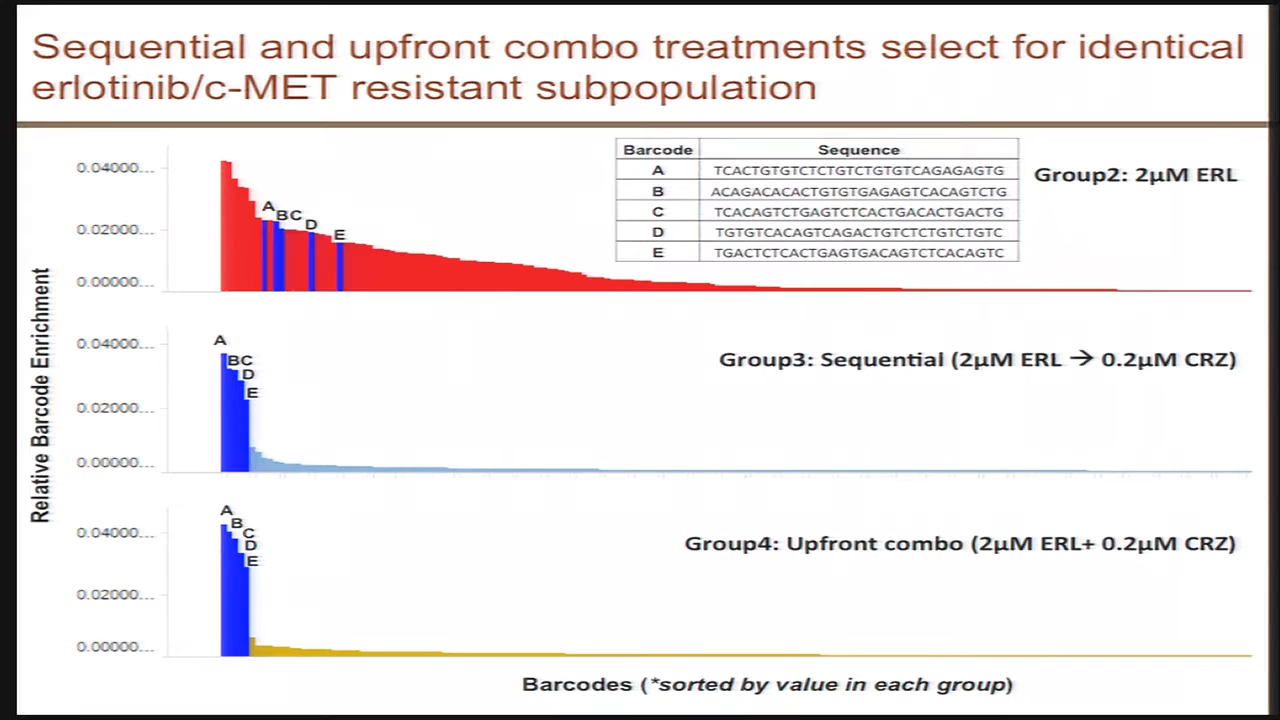 Sequential and upfront combo treatments select for identical
erlotinib/c-MET resistant subpopulation
Relative Barcode Enrichment
0.04000...
0.02000...
0.00000...
A
B C
D
E
Barcode Sequence
A TCACTGTGTCTCTGTCTGTGTCAGAGAGTG
B ACAGACACACTGTGTGAGAGTCACAGTCTG
C TCACAGTCTGAGTCTCACTGACACTGACTG
D TGTGTCACAGTCAGACTGTCTCTGTCTGTC
E TGACTCTCACTGAGTGACAGTCTCACAGTC
Group2: 2µM ERL
0.04000...
0.02000...
0.00000...
A
BC
D
E
Group3: Sequential (2µM ERL → 0.2µM CRZ)
0.04000...
0.02000...
0.00000...
A
B
C
D
E
Group4: Upfront combo (2µM ERL+ 0.2µM CRZ)
Barcodes (*sorted by value in each group)